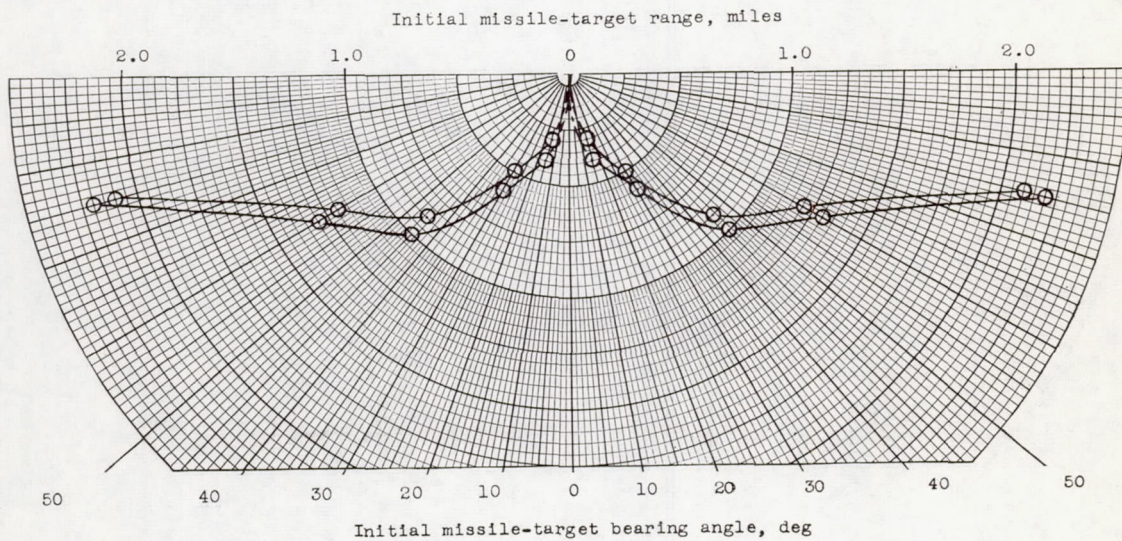 Initial missile-target range, miles
2.0 1.0 0 1.0 2.0
50 40 30 20 10 0 10 20 30 40 50
Initial missile-target bearing angle, deg